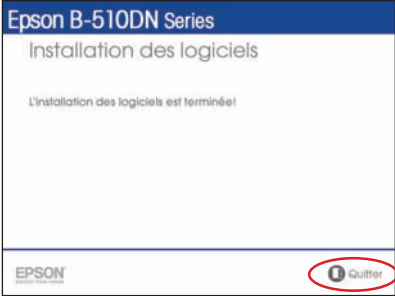 Epson B-510DN Series
Installation des logiciels
L'installation des logiciels est terminée!
EPSON
Quitter